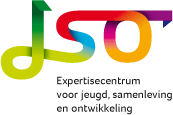 JSO
Expertisecentrum
voor jeugd, samenleving
en ontwikkeling